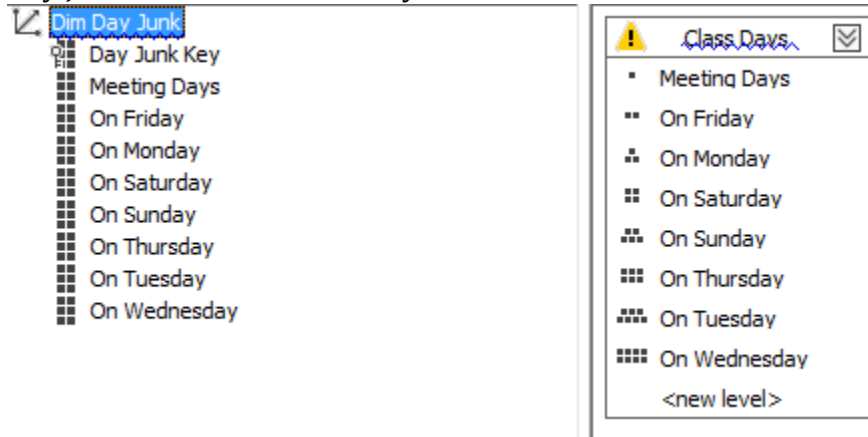 Dim Day Junk
Day Junk Key
Meeting Days
On Friday
On Monday
On Saturday
On Sunday
On Thursday
On Tuesday
On Wednesday
Class Days
Meeting Days
On Friday
On Monday
On Saturday
On Sunday
On Thursday
On Tuesday
On Wednesday
<new level>